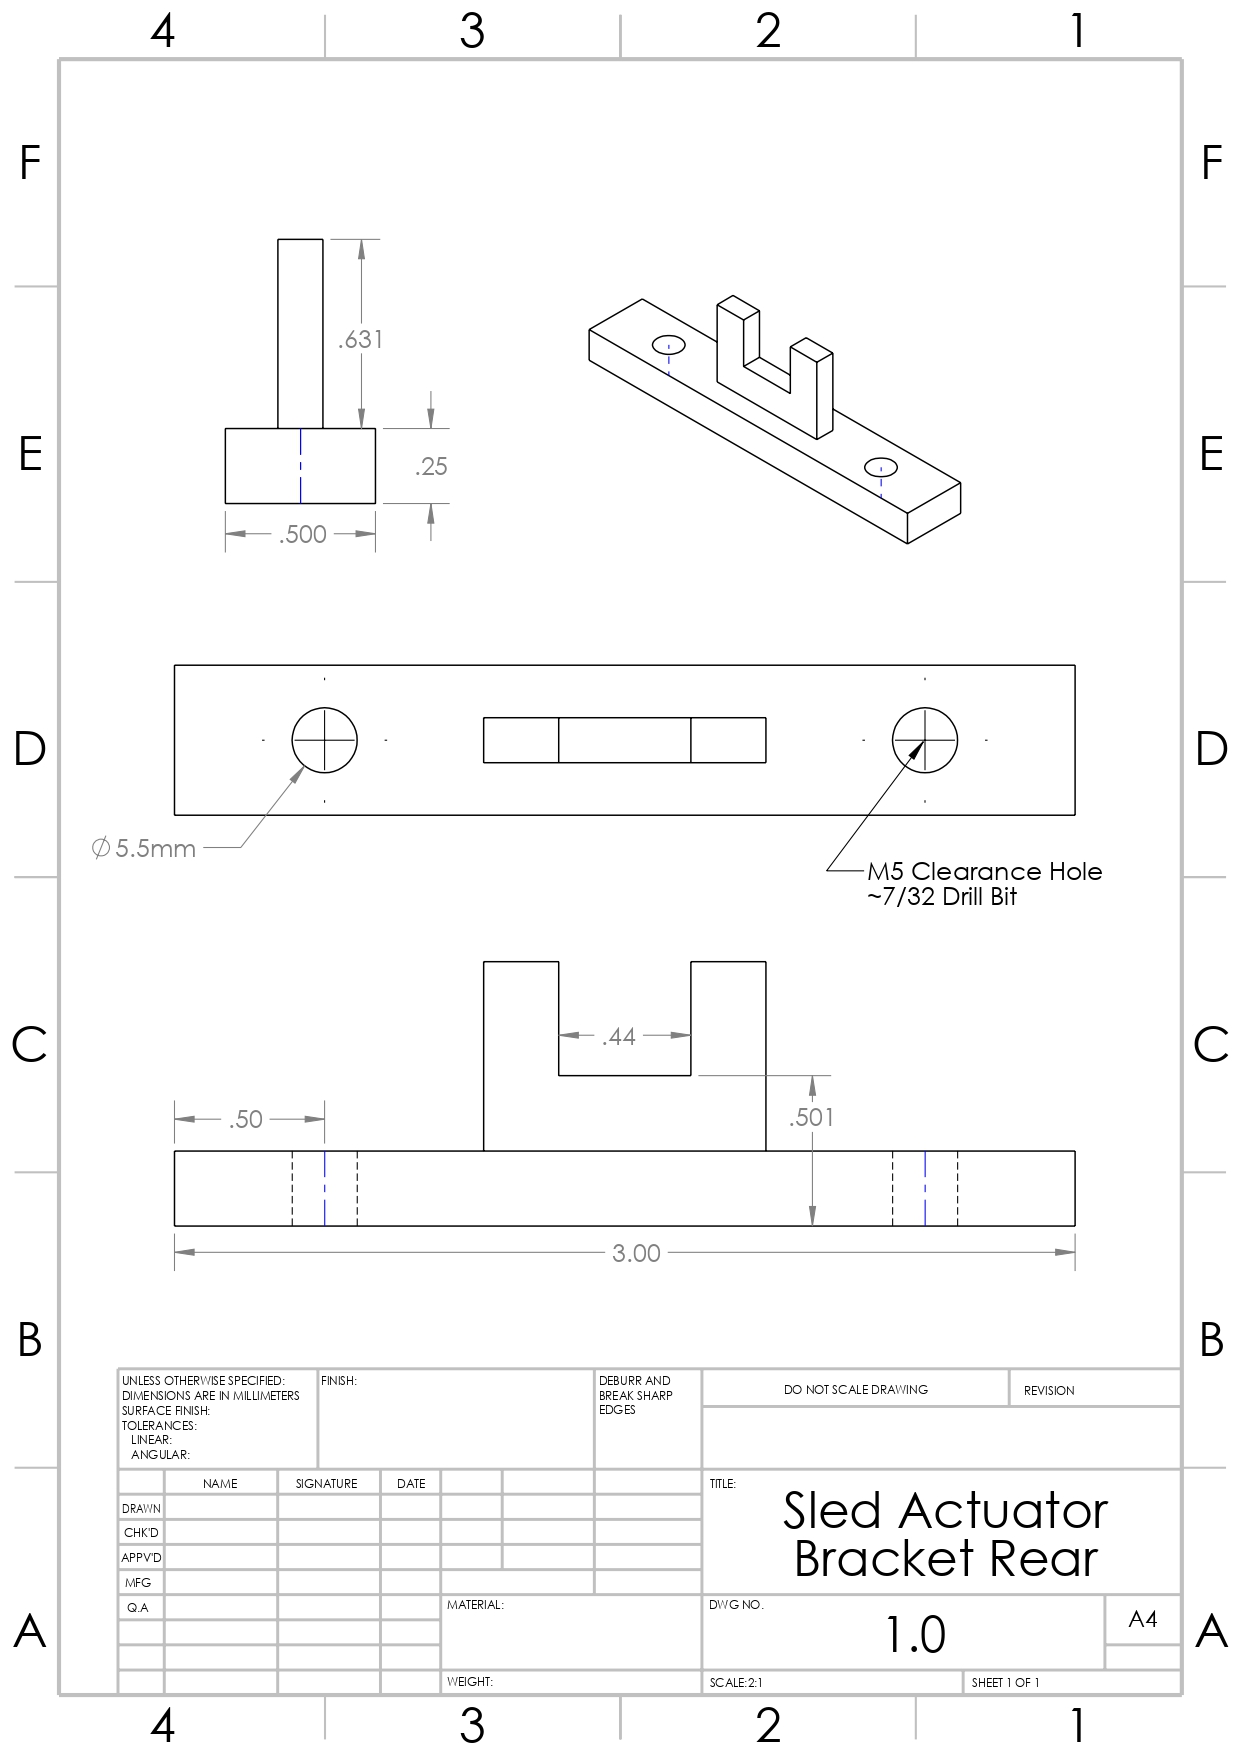 4 3 2 1
F F
.631
E E
.25
.500
D D
∅5.5mm
M5 Clearance Hole
~7/32 Drill Bit
C C
.44
.50
.501
3.00
B B
UNLESS OTHERWISE SPECIFIED:
DIMENSIONS ARE IN MILLIMETERS
SURFACE FINISH:
TOLERANCES:
LINEAR:
ANGULAR:
FINISH:
DEBURR AND
BREAK SHARP
EDGES
DO NOT SCALE DRAWING
REVISION
NAME SIGNATURE DATE
DRAWN
CHK'D
APPV'D
MFG
Q.A
TITLE:
Sled Actuator
Bracket Rear
MATERIAL:
DWG NO.
1.0
A4
A A
WEIGHT:
SCALE:2:1
SHEET 1 OF 1
4 3 2 1